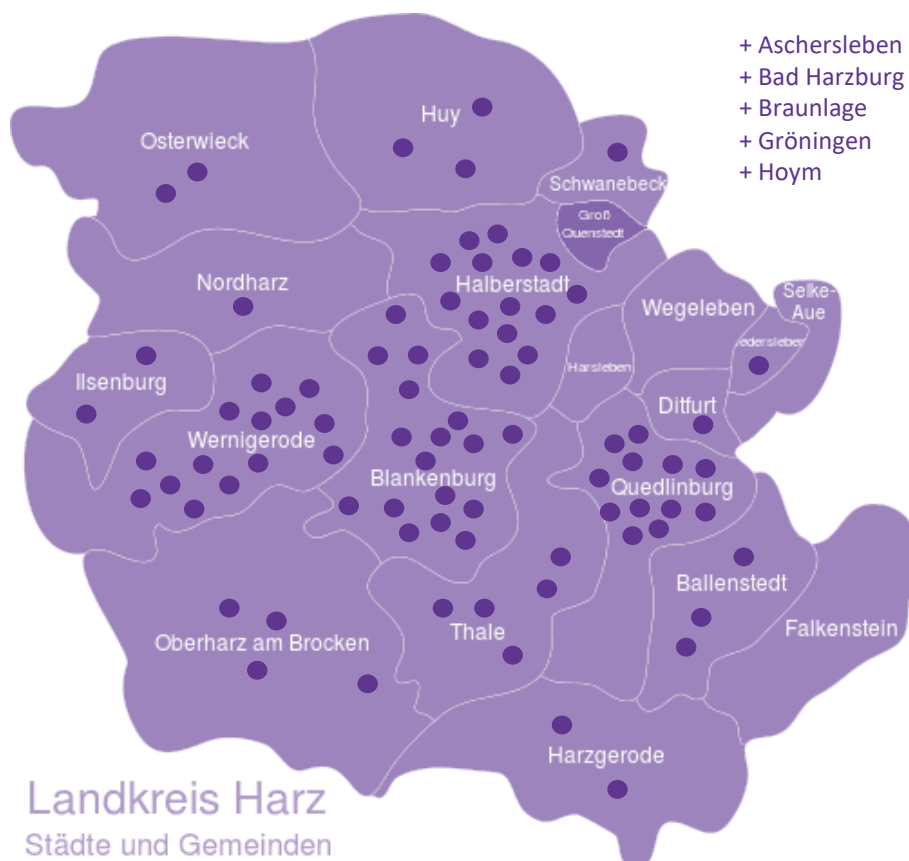 + Aschersleben
+ Bad Harzburg
+ Braunlage
+ Gröningen
+ Hoym
Huy
Osterwieck
Schwanebeck
Groß
Quenstedt
Nordharz
Halberstadt
Selke-
Aue
Wegeleben
edersleben
Harsleben
Ilsenburg
Ditfurt
Wernigerode
Blankenburg
Quedlinburg
Ballenstedt
Falkenstein
Thale
Oberharz am Brocken
Harzgerode
Landkreis Harz
Städte und Gemeinden